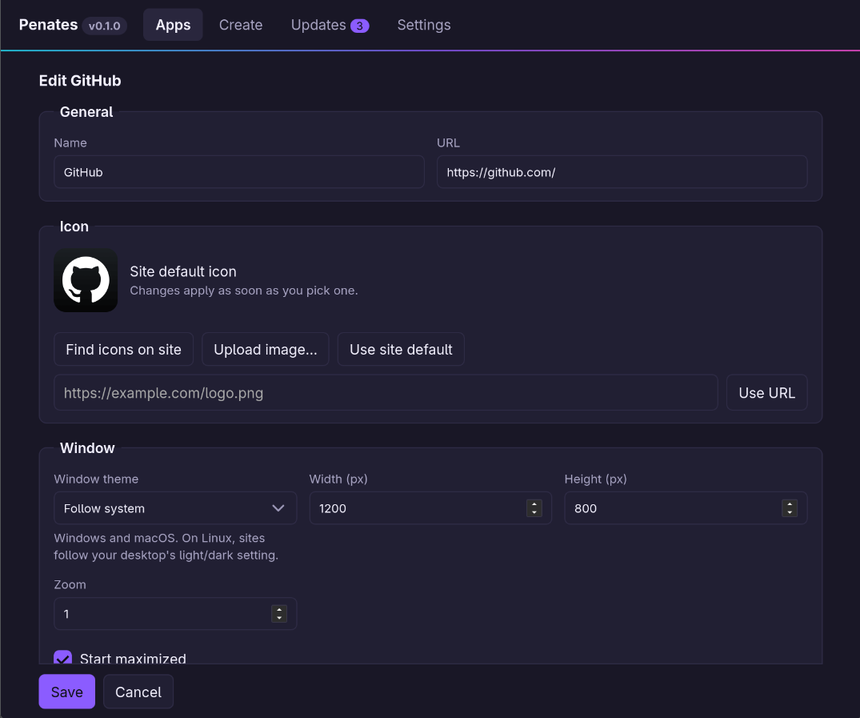 Penates v0.1.0 Apps Create Updates 3 Settings
Edit GitHub
General
Name URL
GitHub https://github.com/
Icon
Site default icon
Changes apply as soon as you pick one.
Find icons on site Upload image... Use site default
https://example.com/logo.png Use URL
Window
Window theme Width (px) Height (px)
Follow system 1200 800
Windows and macOS. On Linux, sites
follow your desktop's light/dark setting.
Zoom
1
Start maximized
Save Cancel